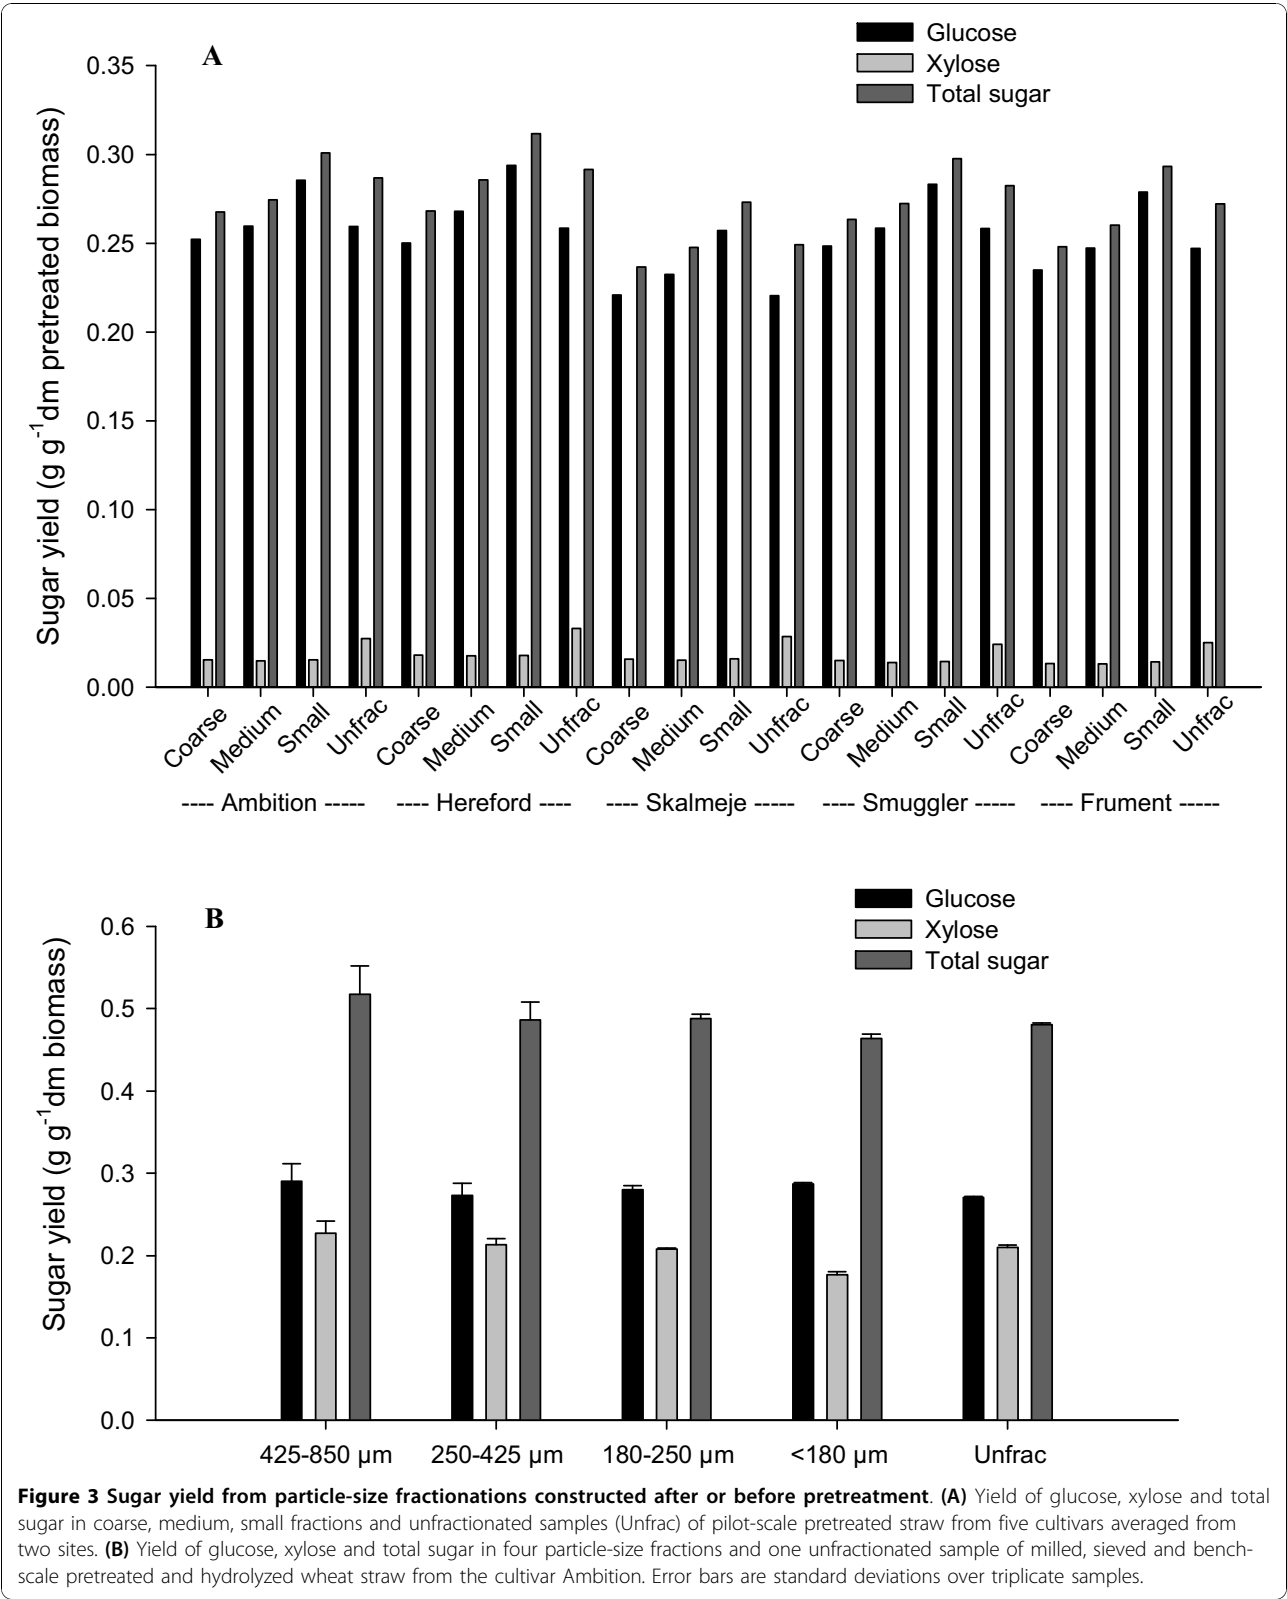 A
Glucose
Xylose
Total sugar
Sugar yield (g g-1dm pretreated biomass)
0.35
0.30
0.25
0.20
0.15
0.10
0.05
0.00
Coarse Medium Small Unfrac Coarse Medium Small Unfrac Coarse Medium Small Unfrac Coarse Medium Small Unfrac Coarse Medium Small Unfrac
---- Ambition ----- ---- Hereford ---- ---- Skalmeje ----- ---- Smuggler ----- ---- Frument -----
B
Glucose
Xylose
Total sugar
Sugar yield (g g-1dm biomass)
0.6
0.5
0.4
0.3
0.2
0.1
0.0
425-850 µm 250-425 µm 180-250 µm <180 µm Unfrac
Figure 3 Sugar yield from particle-size fractionations constructed after or before pretreatment. (A) Yield of glucose, xylose and total
sugar in coarse, medium, small fractions and unfractionated samples (Unfrac) of pilot-scale pretreated straw from five cultivars averaged from
two sites. (B) Yield of glucose, xylose and total sugar in four particle-size fractions and one unfractionated sample of milled, sieved and bench-
scale pretreated and hydrolyzed wheat straw from the cultivar Ambition. Error bars are standard deviations over triplicate samples.